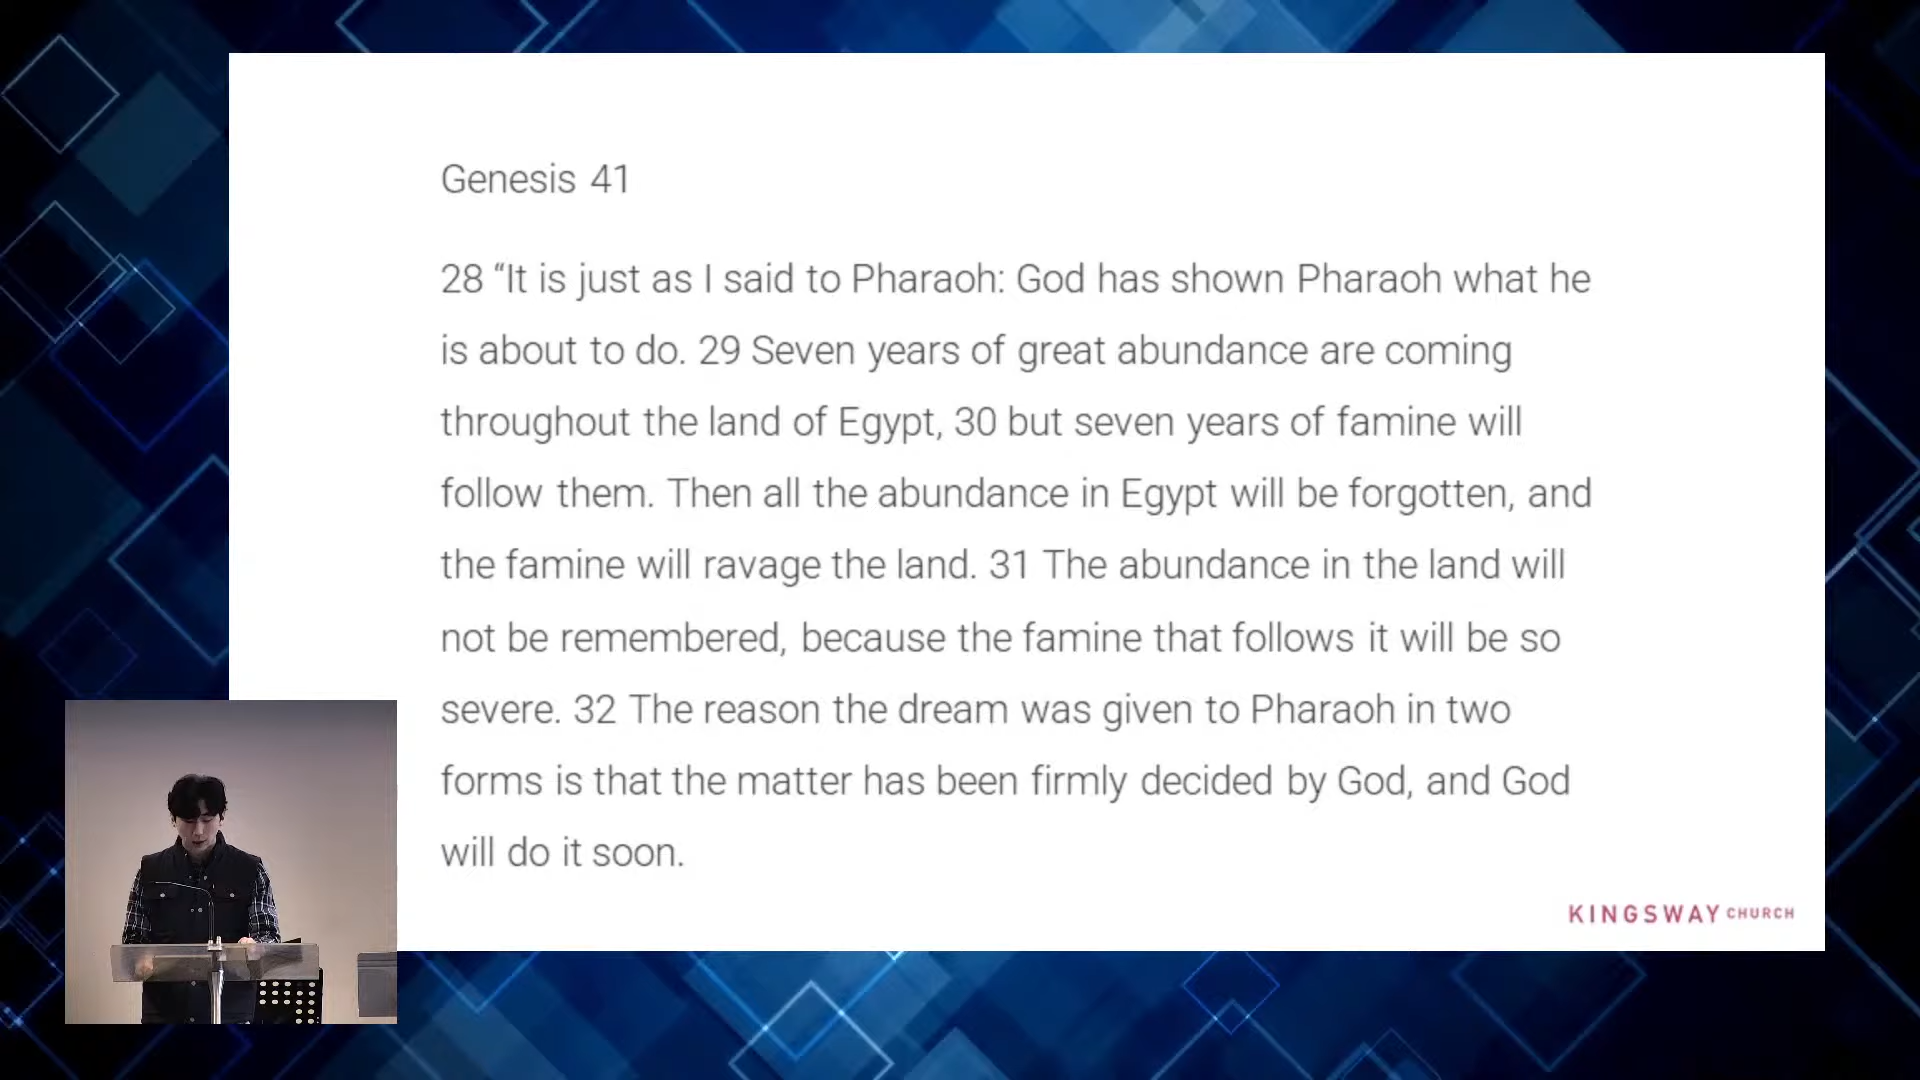 Genesis 41
28 “It is just as I said to Pharaoh: God has shown Pharaoh what he
is about to do. 29 Seven years of great abundance are coming
throughout the land of Egypt, 30 but seven years of famine will
follow them. Then all the abundance in Egypt will be forgotten, and
the famine will ravage the land. 31 The abundance in the land will
not be remembered, because the famine that follows it will be so
severe. 32 The reason the dream was given to Pharaoh in two
forms is that the matter has been firmly decided by God, and God
will do it soon.
KINGSWAY CHURCH